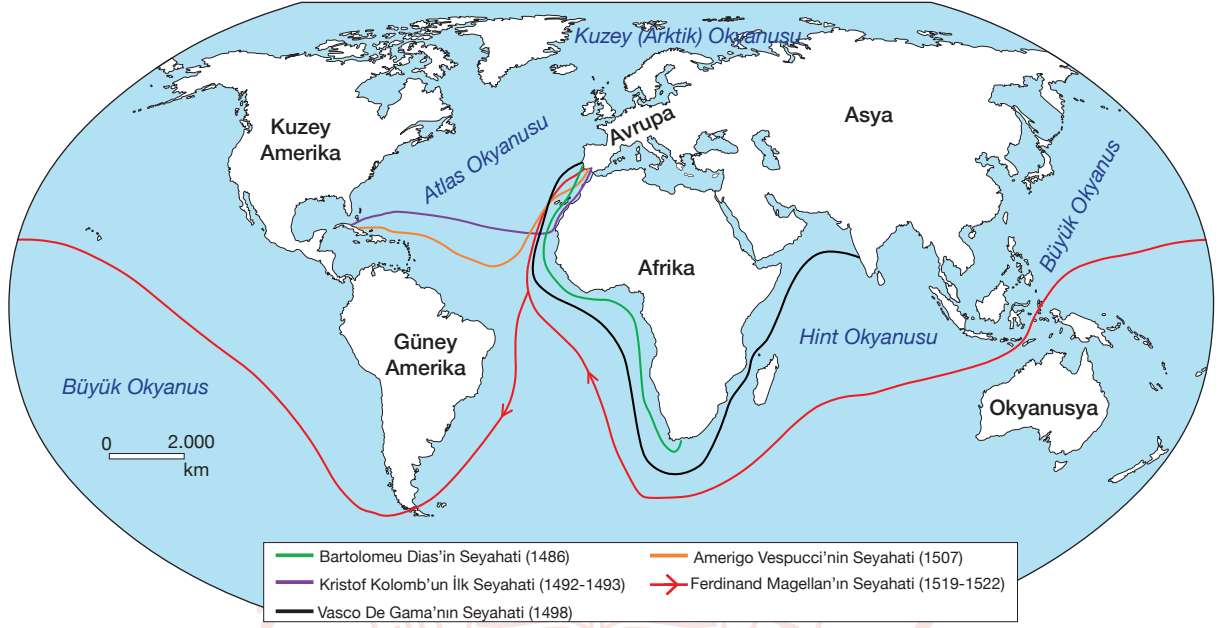 Kuzey (Arktik) Okyanusu
Kuzey
Amerika
Atlas Okyanusu
Avrupa
Asya
Büyük Okyanus
Afrika
Güney
Amerika
Hint Okyanusu
Büyük Okyanus
Okyanusya
0 2.000
km
Bartolomeu Dias’in Seyahati (1486)
Kristof Kolomb’un İlk Seyahati (1492-1493)
Vasco De Gama’nın Seyahati (1498)
Amerigo Vespucci’nin Seyahati (1507)
Ferdinand Magellan’ın Seyahati (1519-1522)